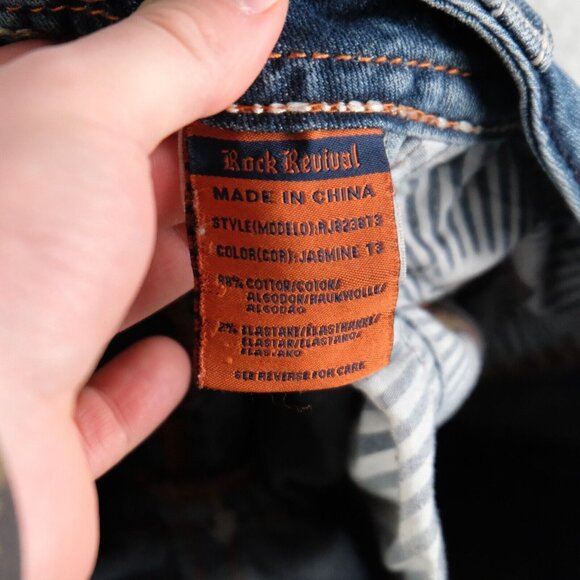 Rock Revival
MADE IN CHINA
STYLE(MODELO):RJ8238T3
COLOR(COR):JASMINE T3
98% COTTON/COTON/
ALGODON/BAUMWOLLE/
ALGODÃO
2% ELASTANE/ÉLASTHANNE/
ELASTAN/ELASTANO/
ELASTANO
SEE REVERSE FOR CARE